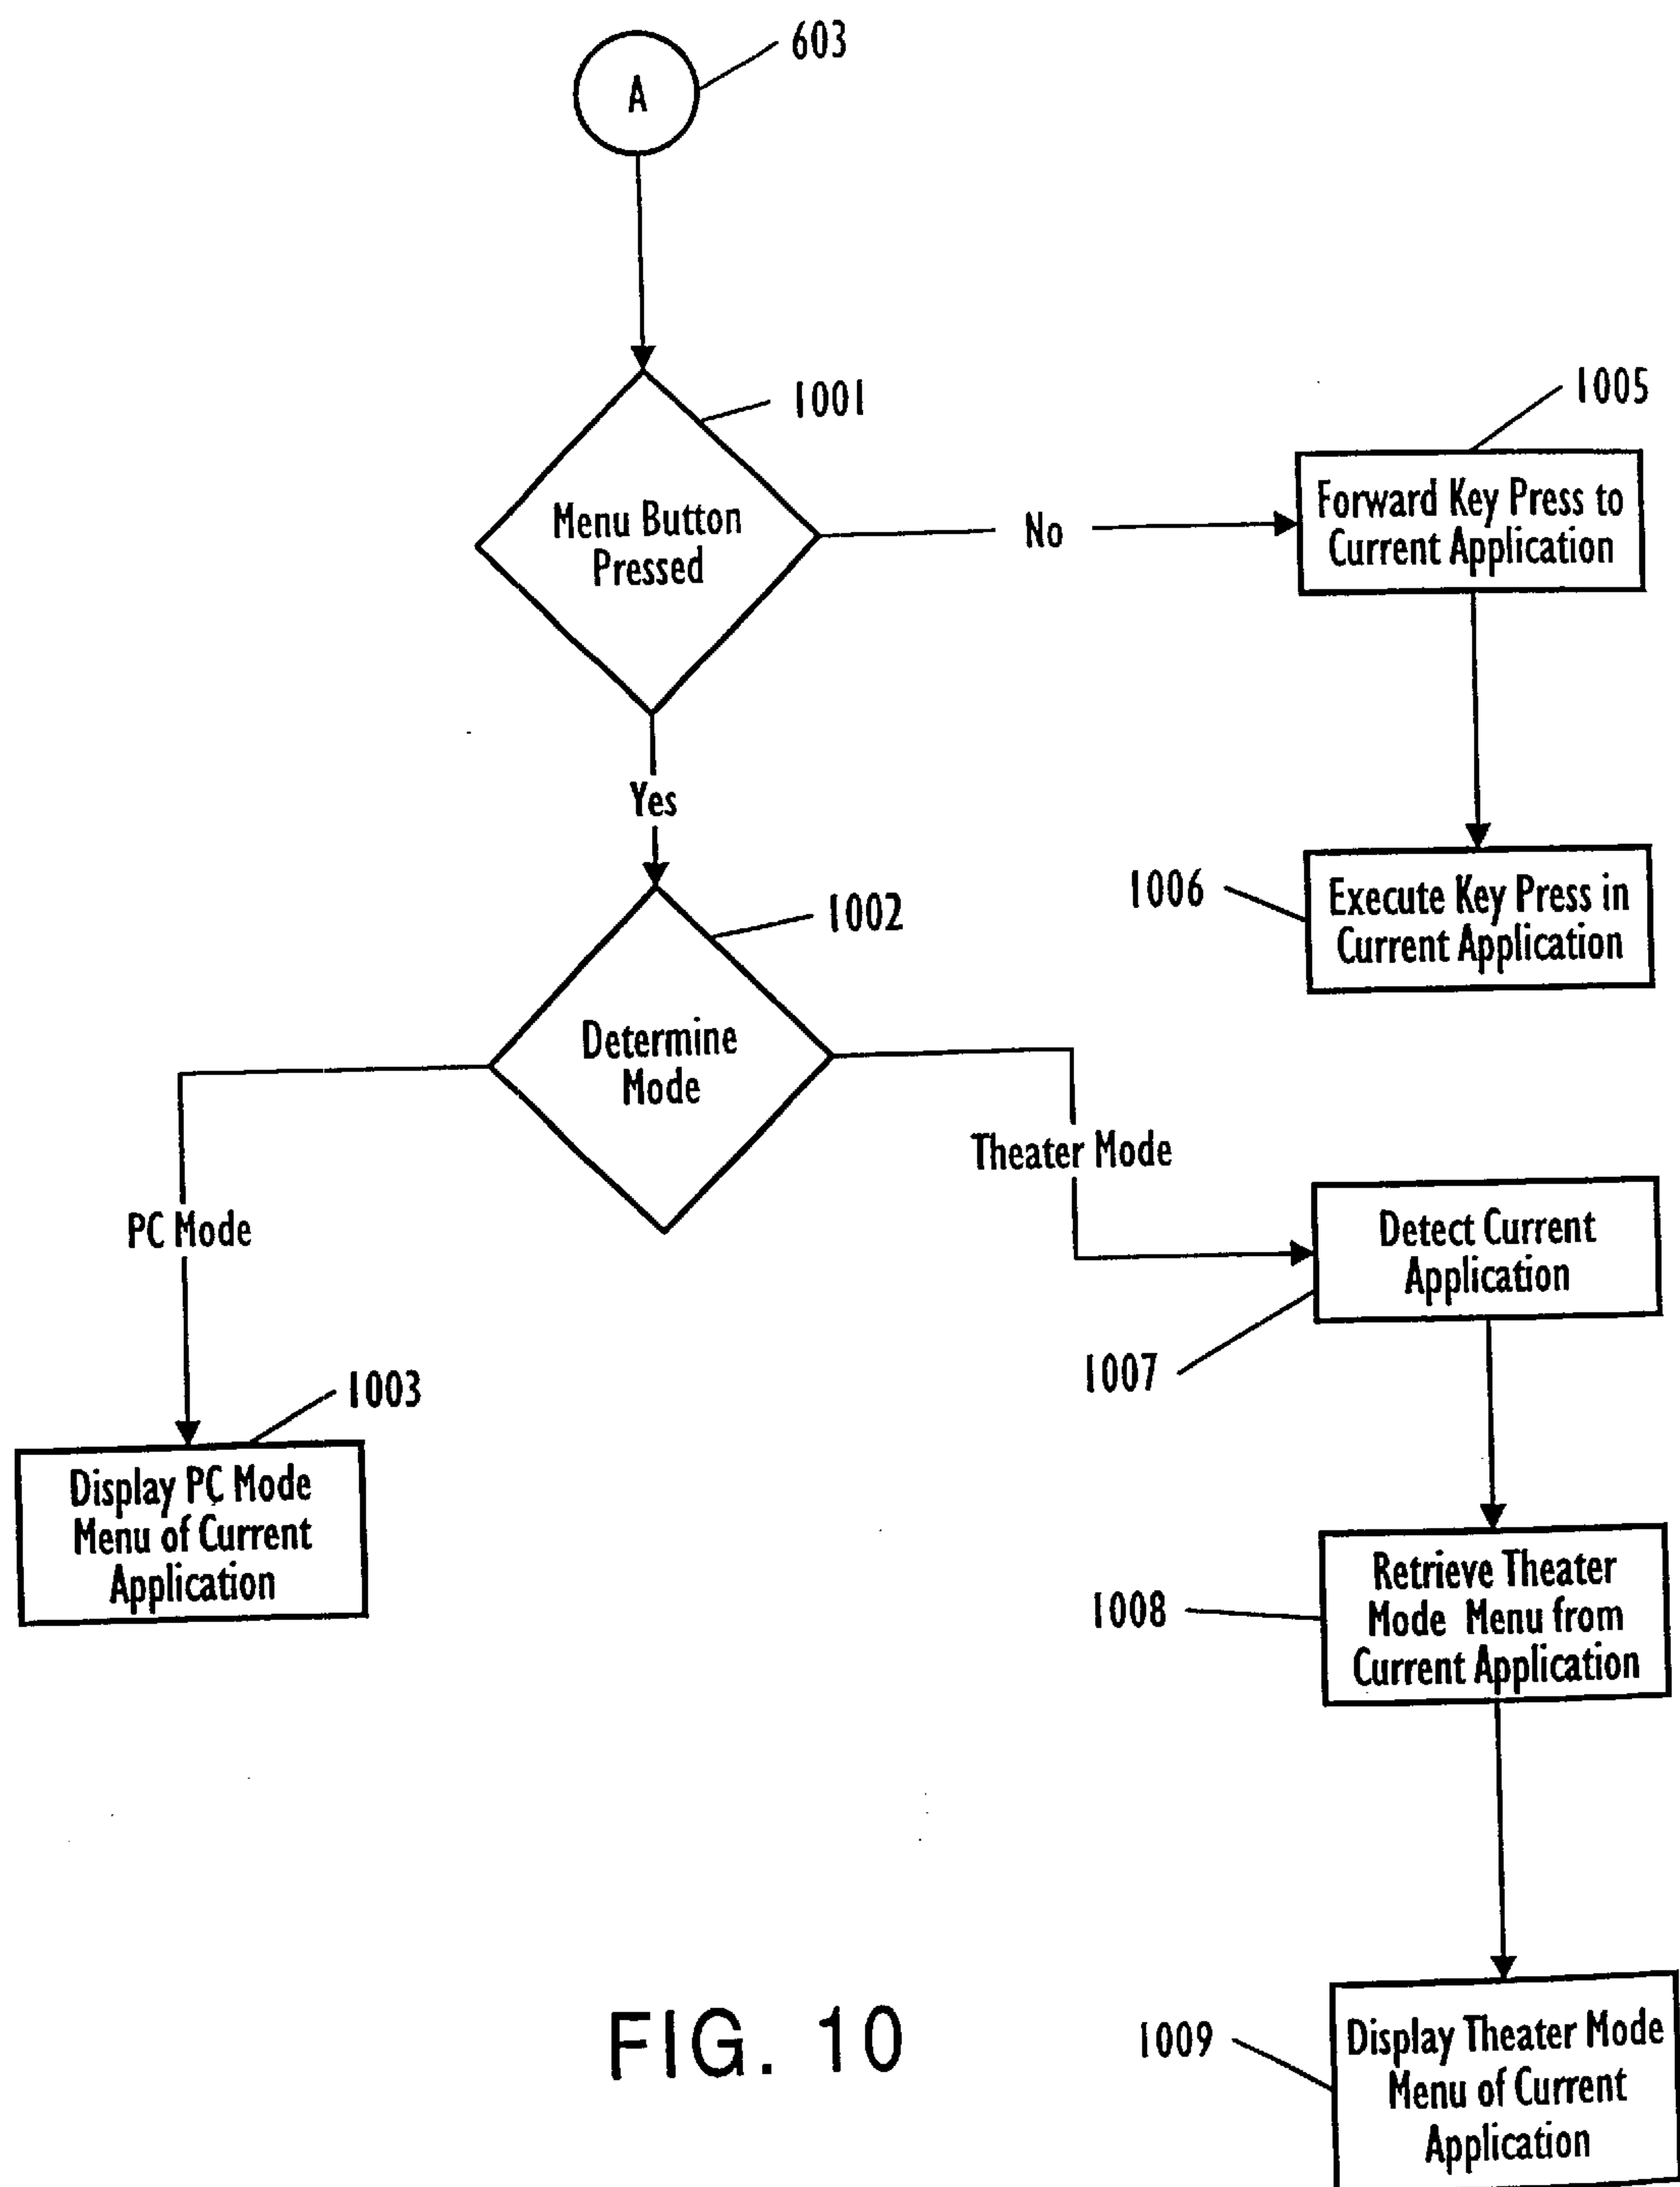 603
A
1001
Menu Button
Pressed
No
1005
Forward Key Press to
Current Application
Yes
1006
Execute Key Press in
Current Application
1002
Determine
Mode
PC Mode
Theater Mode
Detect Current
Application
1007
1003
Display PC Mode
Menu of Current
Application
1008
Retrieve Theater
Mode Menu from
Current Application
1009
Display Theater Mode
Menu of Current
Application
FIG. 10